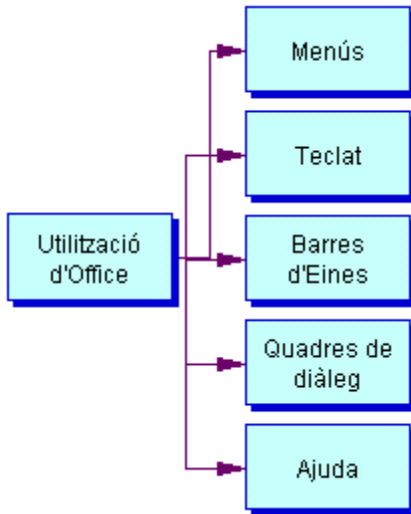 Menús
Teclat
Utilització
d'Office
Barres
d'Eines
Quadres de
diàleg
Ajuda